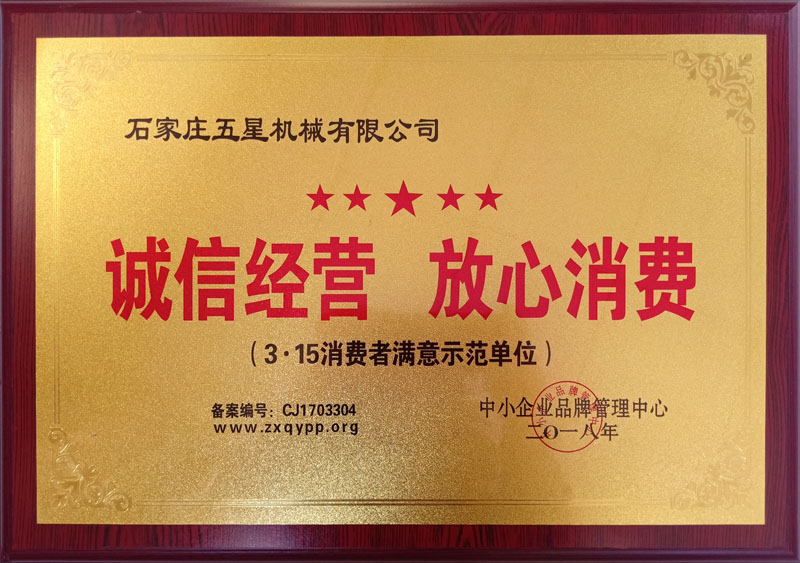 石家庄五星机械有限公司
★★★★★
诚信经营 放心消费
（3·15消费者满意示范单位）
备案编号：CJ1703304
www.zxqypp.org
中小企业品牌管理中心
二〇一八年